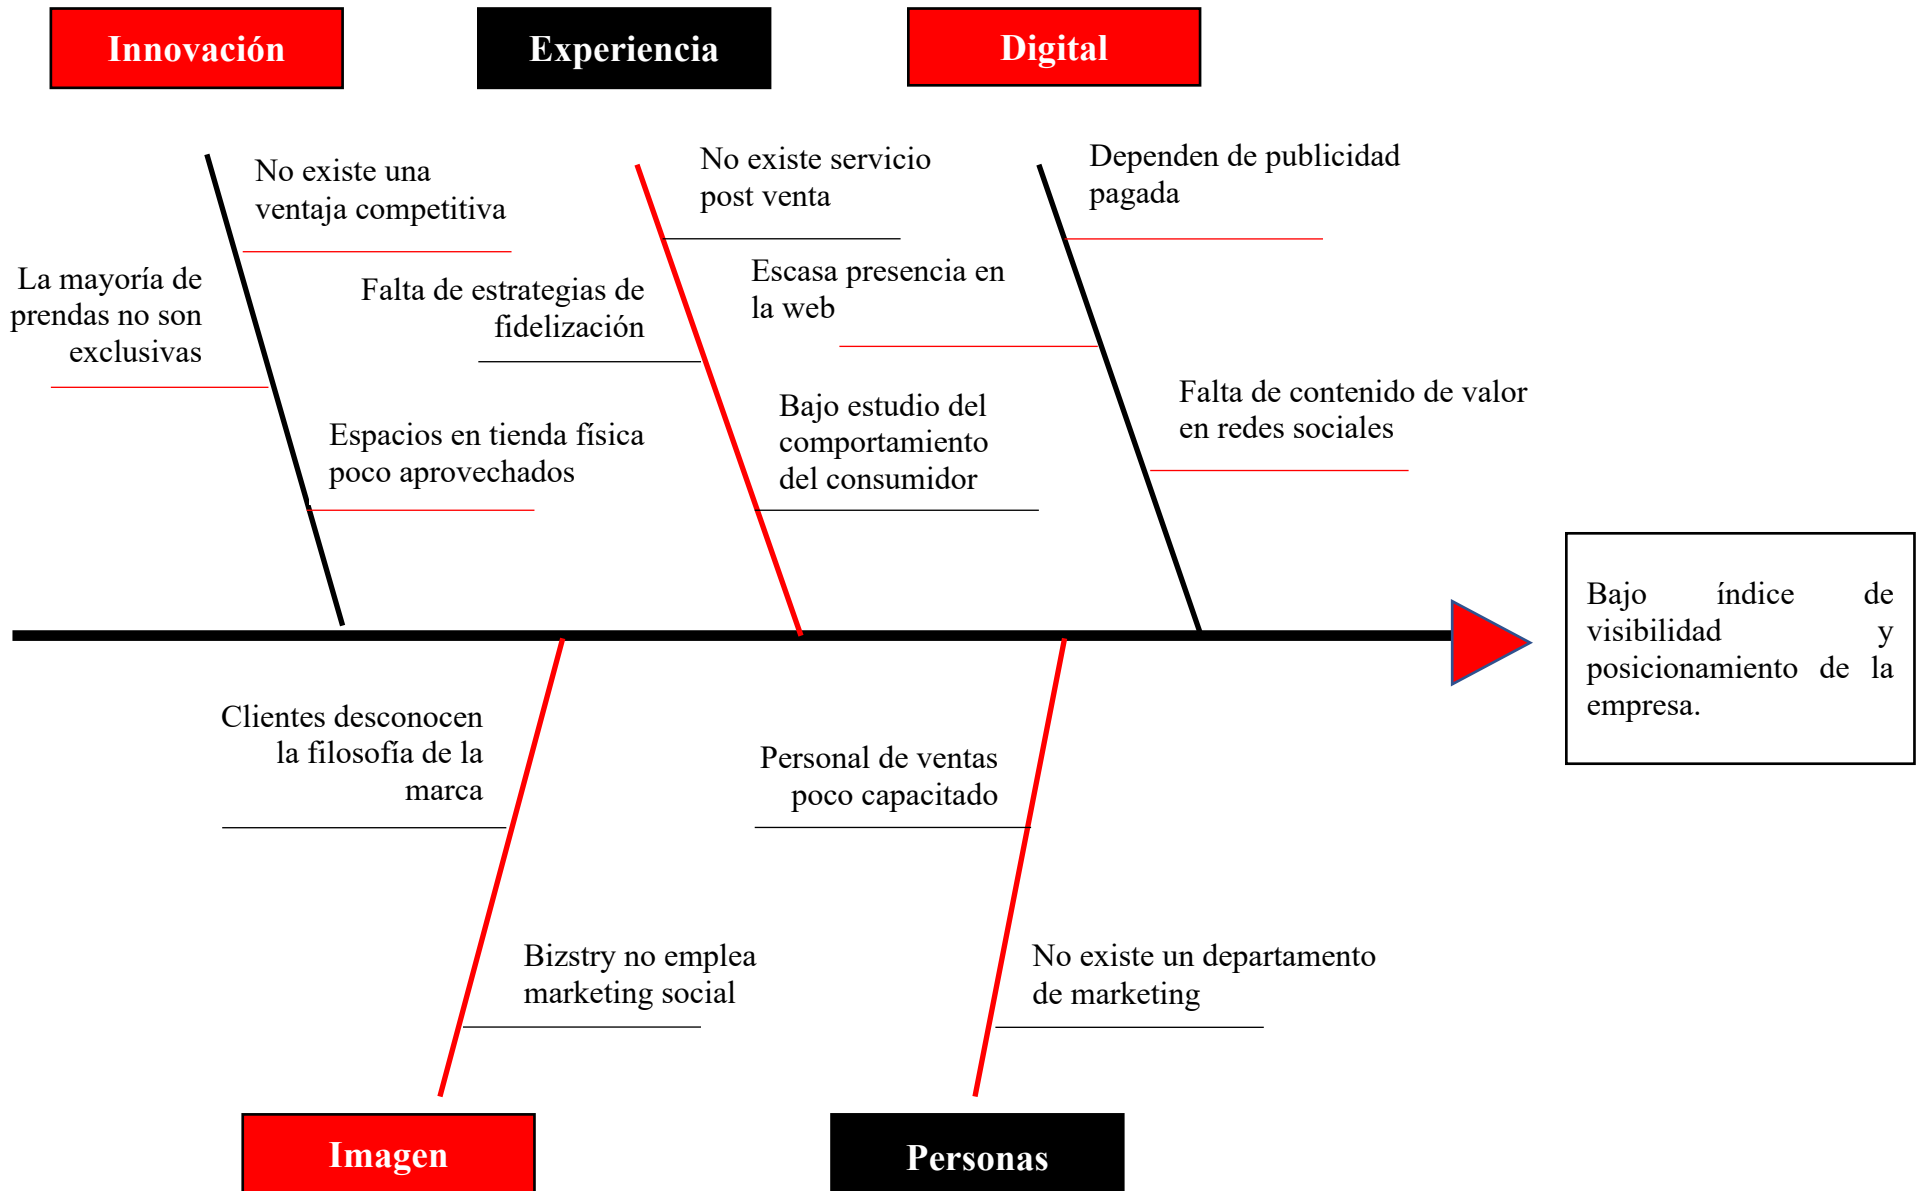 Innovación
Experiencia
Digital
No existe una
ventaja competitiva
La mayoría de
prendas no son
exclusivas
Espacios en tienda física
poco aprovechados
No existe servicio
post venta
Falta de estrategias de
fidelización
Bajo estudio del
comportamiento
del consumidor
Dependen de publicidad
pagada
Escasa presencia en
la web
Falta de contenido de valor
en redes sociales
Bajo índice de
visibilidad y
posicionamiento de la
empresa.
Clientes desconocen
la filosofía de la
marca
Bizstry no emplea
marketing social
Personal de ventas
poco capacitado
No existe un departamento
de marketing
Imagen
Personas